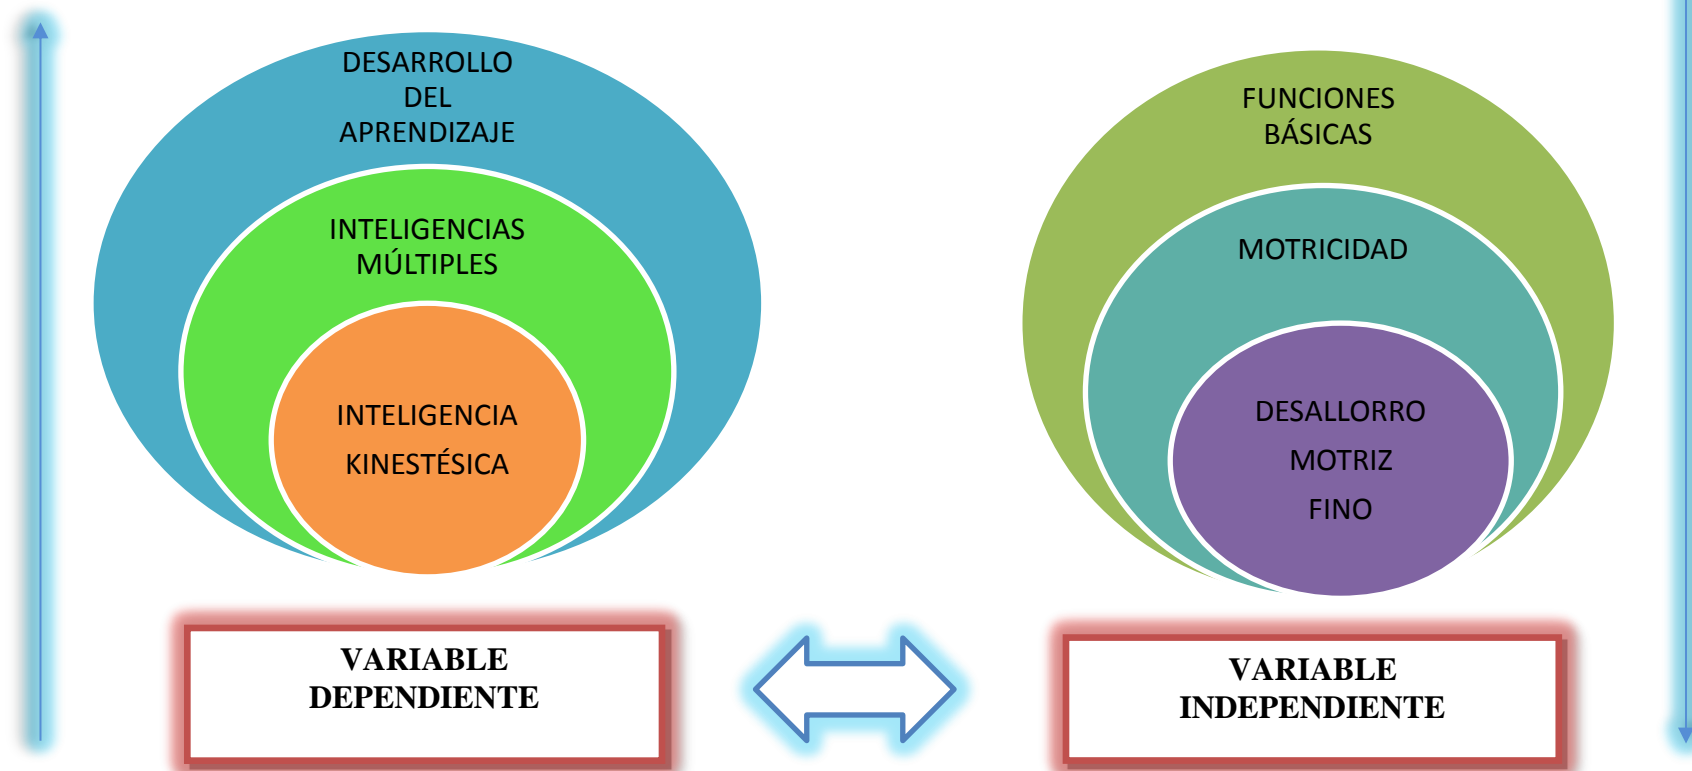 DESARROLLO
DEL
APRENDIZAJE
INTELIGENCIAS
MÚLTIPLES
INTELIGENCIA
KINESTÉSICA
VARIABLE
DEPENDIENTE
FUNCIONES
BÁSICAS
MOTRICIDAD
DESALLORRO
MOTRIZ
FINO
VARIABLE
INDEPENDIENTE